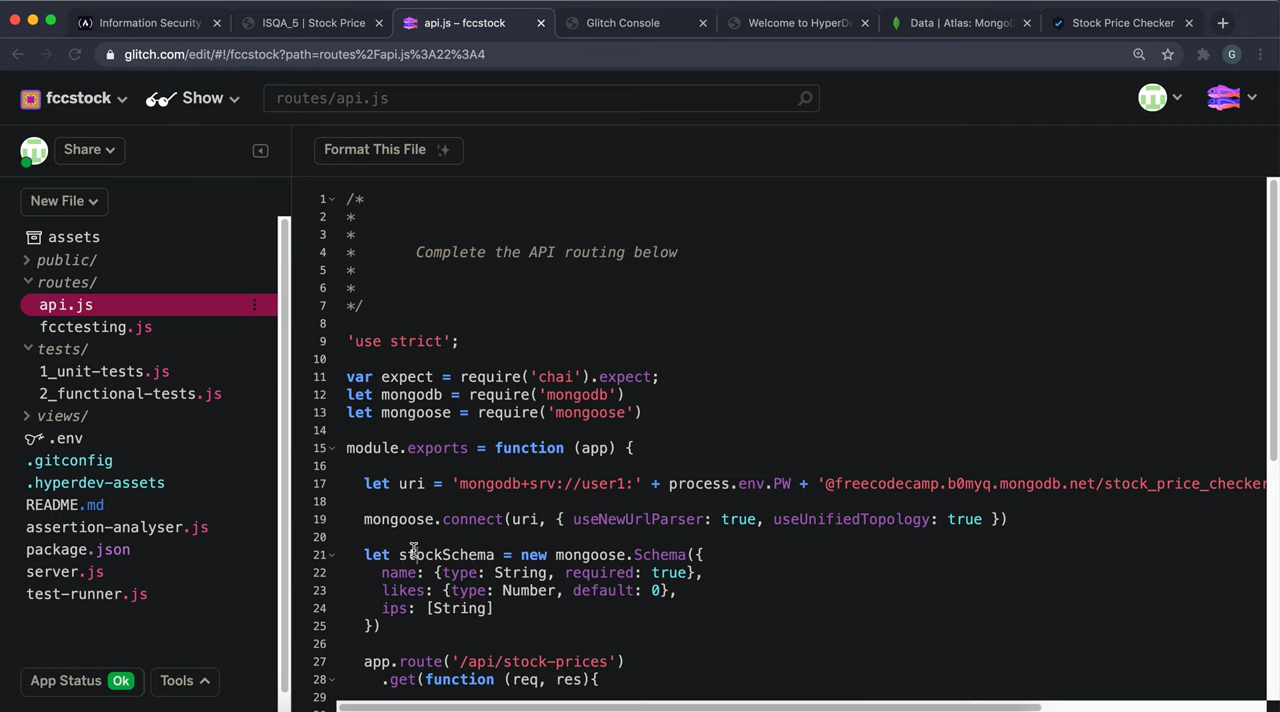 Information Security
ISQA_5 | Stock Price
api.js – fccstock
Glitch Console
Welcome to HyperDe
Data | Atlas: MongoD
Stock Price Checker
glitch.com/edit/#!/fccstock?path=routes%2Fapi.js%3A22%3A4
G
fccstock
Show
routes/api.js
Share
Format This File
New File
assets
public/
routes/
api.js
fcctesting.js
tests/
1_unit-tests.js
2_functional-tests.js
views/
.env
.gitconfig
.hyperdev-assets
README.md
assertion-analyser.js
package.json
server.js
test-runner.js
App Status Ok
Tools
1 /*
2 *
3 *
4 * Complete the API routing below
5 *
6 *
7 */
8
9 'use strict';
10
11 var expect = require('chai').expect;
12 let mongodb = require('mongodb')
13 let mongoose = require('mongoose')
14
15 module.exports = function (app) {
16
17 let uri = 'mongodb+srv://user1:' + process.env.PW + '@freecodecamp.b0myq.mongodb.net/stock_price_checker
18
19 mongoose.connect(uri, { useNewUrlParser: true, useUnifiedTopology: true })
20
21 let stockSchema = new mongoose.Schema({
22 name: {type: String, required: true},
23 likes: {type: Number, default: 0},
24 ips: [String]
25 })
26
27 app.route('/api/stock-prices')
28 .get(function (req, res){
29